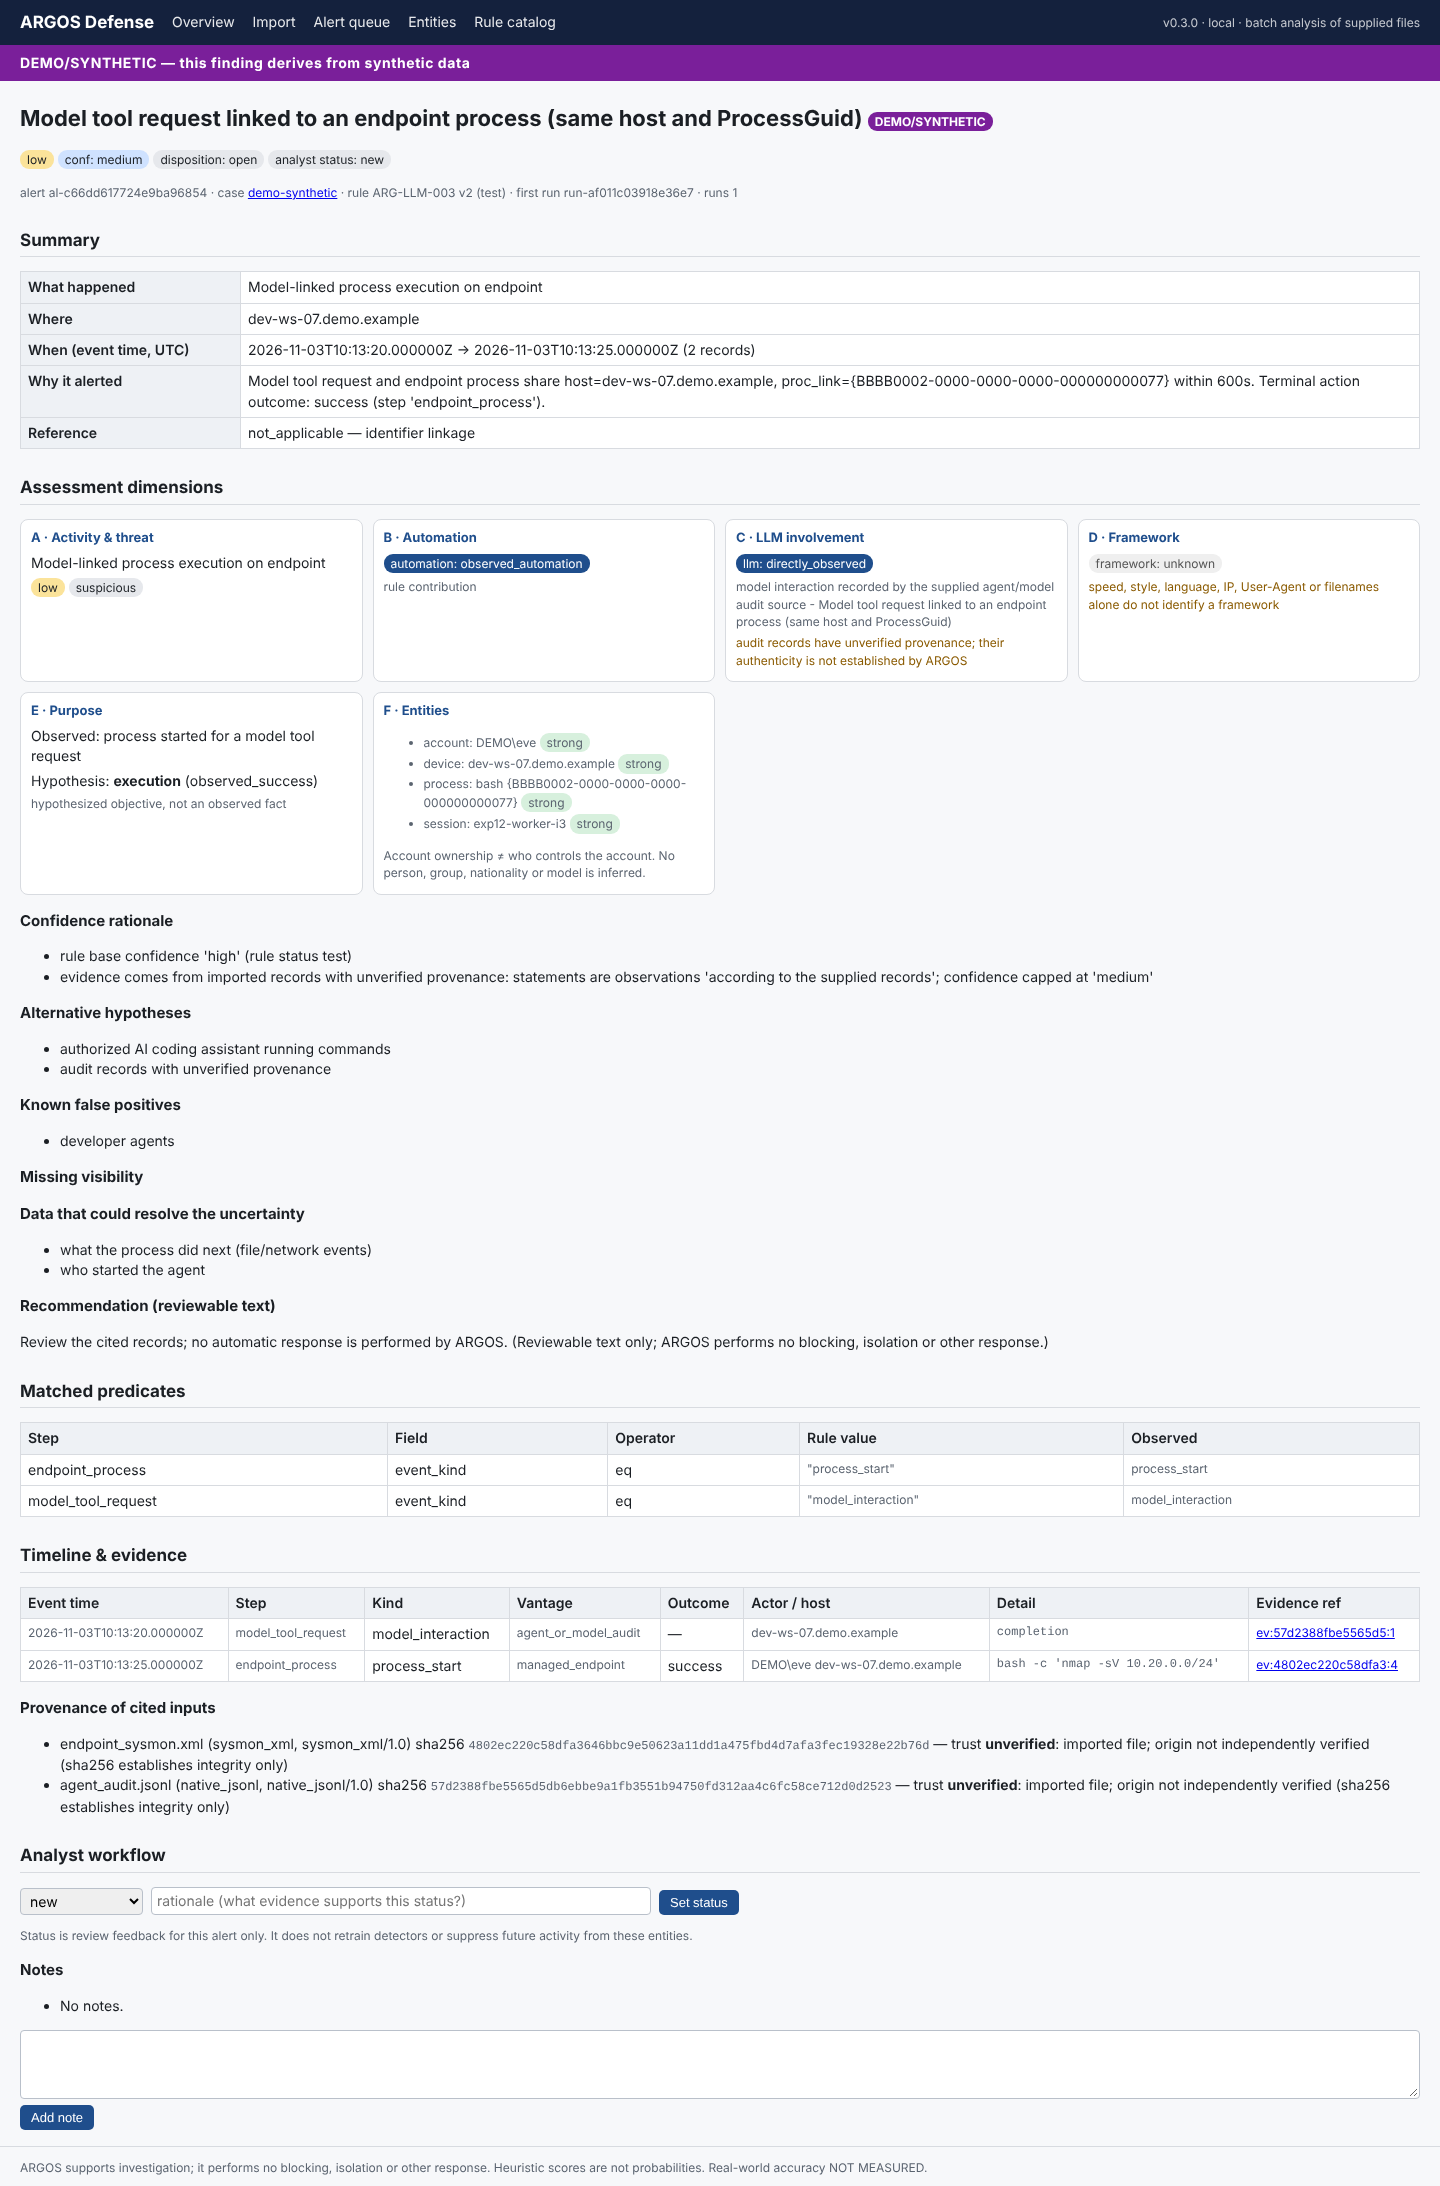 ARGOS Defense Overview Import Alert queue Entities Rule catalog v0.3.0 · local · batch analysis of supplied files
DEMO/SYNTHETIC — this finding derives from synthetic data
Model tool request linked to an endpoint process (same host and ProcessGuid) DEMO/SYNTHETIC
low conf: medium disposition: open analyst status: new
alert al-c66dd617724e9ba96854 · case demo-synthetic · rule ARG-LLM-003 v2 (test) · first run run-af011c03918e36e7 · runs 1
Summary
What happened Model-linked process execution on endpoint
Where dev-ws-07.demo.example
When (event time, UTC) 2026-11-03T10:13:20.000000Z → 2026-11-03T10:13:25.000000Z (2 records)
Why it alerted Model tool request and endpoint process share host=dev-ws-07.demo.example, proc_link={BBBB0002-0000-0000-0000-000000000077} within 600s. Terminal action
outcome: success (step 'endpoint_process').
Reference not_applicable — identifier linkage
Assessment dimensions
A · Activity & threat
Model-linked process execution on endpoint
low suspicious
B · Automation
automation: observed_automation
rule contribution
C · LLM involvement
llm: directly_observed
model interaction recorded by the supplied agent/model
audit source - Model tool request linked to an endpoint
process (same host and ProcessGuid)
audit records have unverified provenance; their
authenticity is not established by ARGOS
D · Framework
framework: unknown
speed, style, language, IP, User-Agent or filenames
alone do not identify a framework
E · Purpose
Observed: process started for a model tool
request
Hypothesis: execution (observed_success)
hypothesized objective, not an observed fact
F · Entities
• account: DEMO\eve strong
• device: dev-ws-07.demo.example strong
• process: bash {BBBB0002-0000-0000-0000-
000000000077} strong
• session: exp12-worker-i3 strong
Account ownership ≠ who controls the account. No
person, group, nationality or model is inferred.
Confidence rationale
• rule base confidence 'high' (rule status test)
• evidence comes from imported records with unverified provenance: statements are observations 'according to the supplied records'; confidence capped at 'medium'
Alternative hypotheses
• authorized AI coding assistant running commands
• audit records with unverified provenance
Known false positives
• developer agents
Missing visibility
Data that could resolve the uncertainty
• what the process did next (file/network events)
• who started the agent
Recommendation (reviewable text)
Review the cited records; no automatic response is performed by ARGOS. (Reviewable text only; ARGOS performs no blocking, isolation or other response.)
Matched predicates
Step Field Operator Rule value Observed
endpoint_process event_kind eq "process_start" process_start
model_tool_request event_kind eq "model_interaction" model_interaction
Timeline & evidence
Event time Step Kind Vantage Outcome Actor / host Detail Evidence ref
2026-11-03T10:13:20.000000Z model_tool_request model_interaction agent_or_model_audit — dev-ws-07.demo.example completion ev:57d2388fbe5565d5:1
2026-11-03T10:13:25.000000Z endpoint_process process_start managed_endpoint success DEMO\eve dev-ws-07.demo.example bash -c 'nmap -sV 10.20.0.0/24' ev:4802ec220c58dfa3:4
Provenance of cited inputs
• endpoint_sysmon.xml (sysmon_xml, sysmon_xml/1.0) sha256 4802ec220c58dfa3646bbc9e50623a11dd1a475fbd4d7afa3fec19328e22b76d — trust unverified: imported file; origin not independently verified
(sha256 establishes integrity only)
• agent_audit.jsonl (native_jsonl, native_jsonl/1.0) sha256 57d2388fbe5565d5db6ebbe9a1fb3551b94750fd312aa4c6fc58ce712d0d2523 — trust unverified: imported file; origin not independently verified (sha256
establishes integrity only)
Analyst workflow
new rationale (what evidence supports this status?) Set status
Status is review feedback for this alert only. It does not retrain detectors or suppress future activity from these entities.
Notes
• No notes.
Add note
ARGOS supports investigation; it performs no blocking, isolation or other response. Heuristic scores are not probabilities. Real-world accuracy NOT MEASURED.